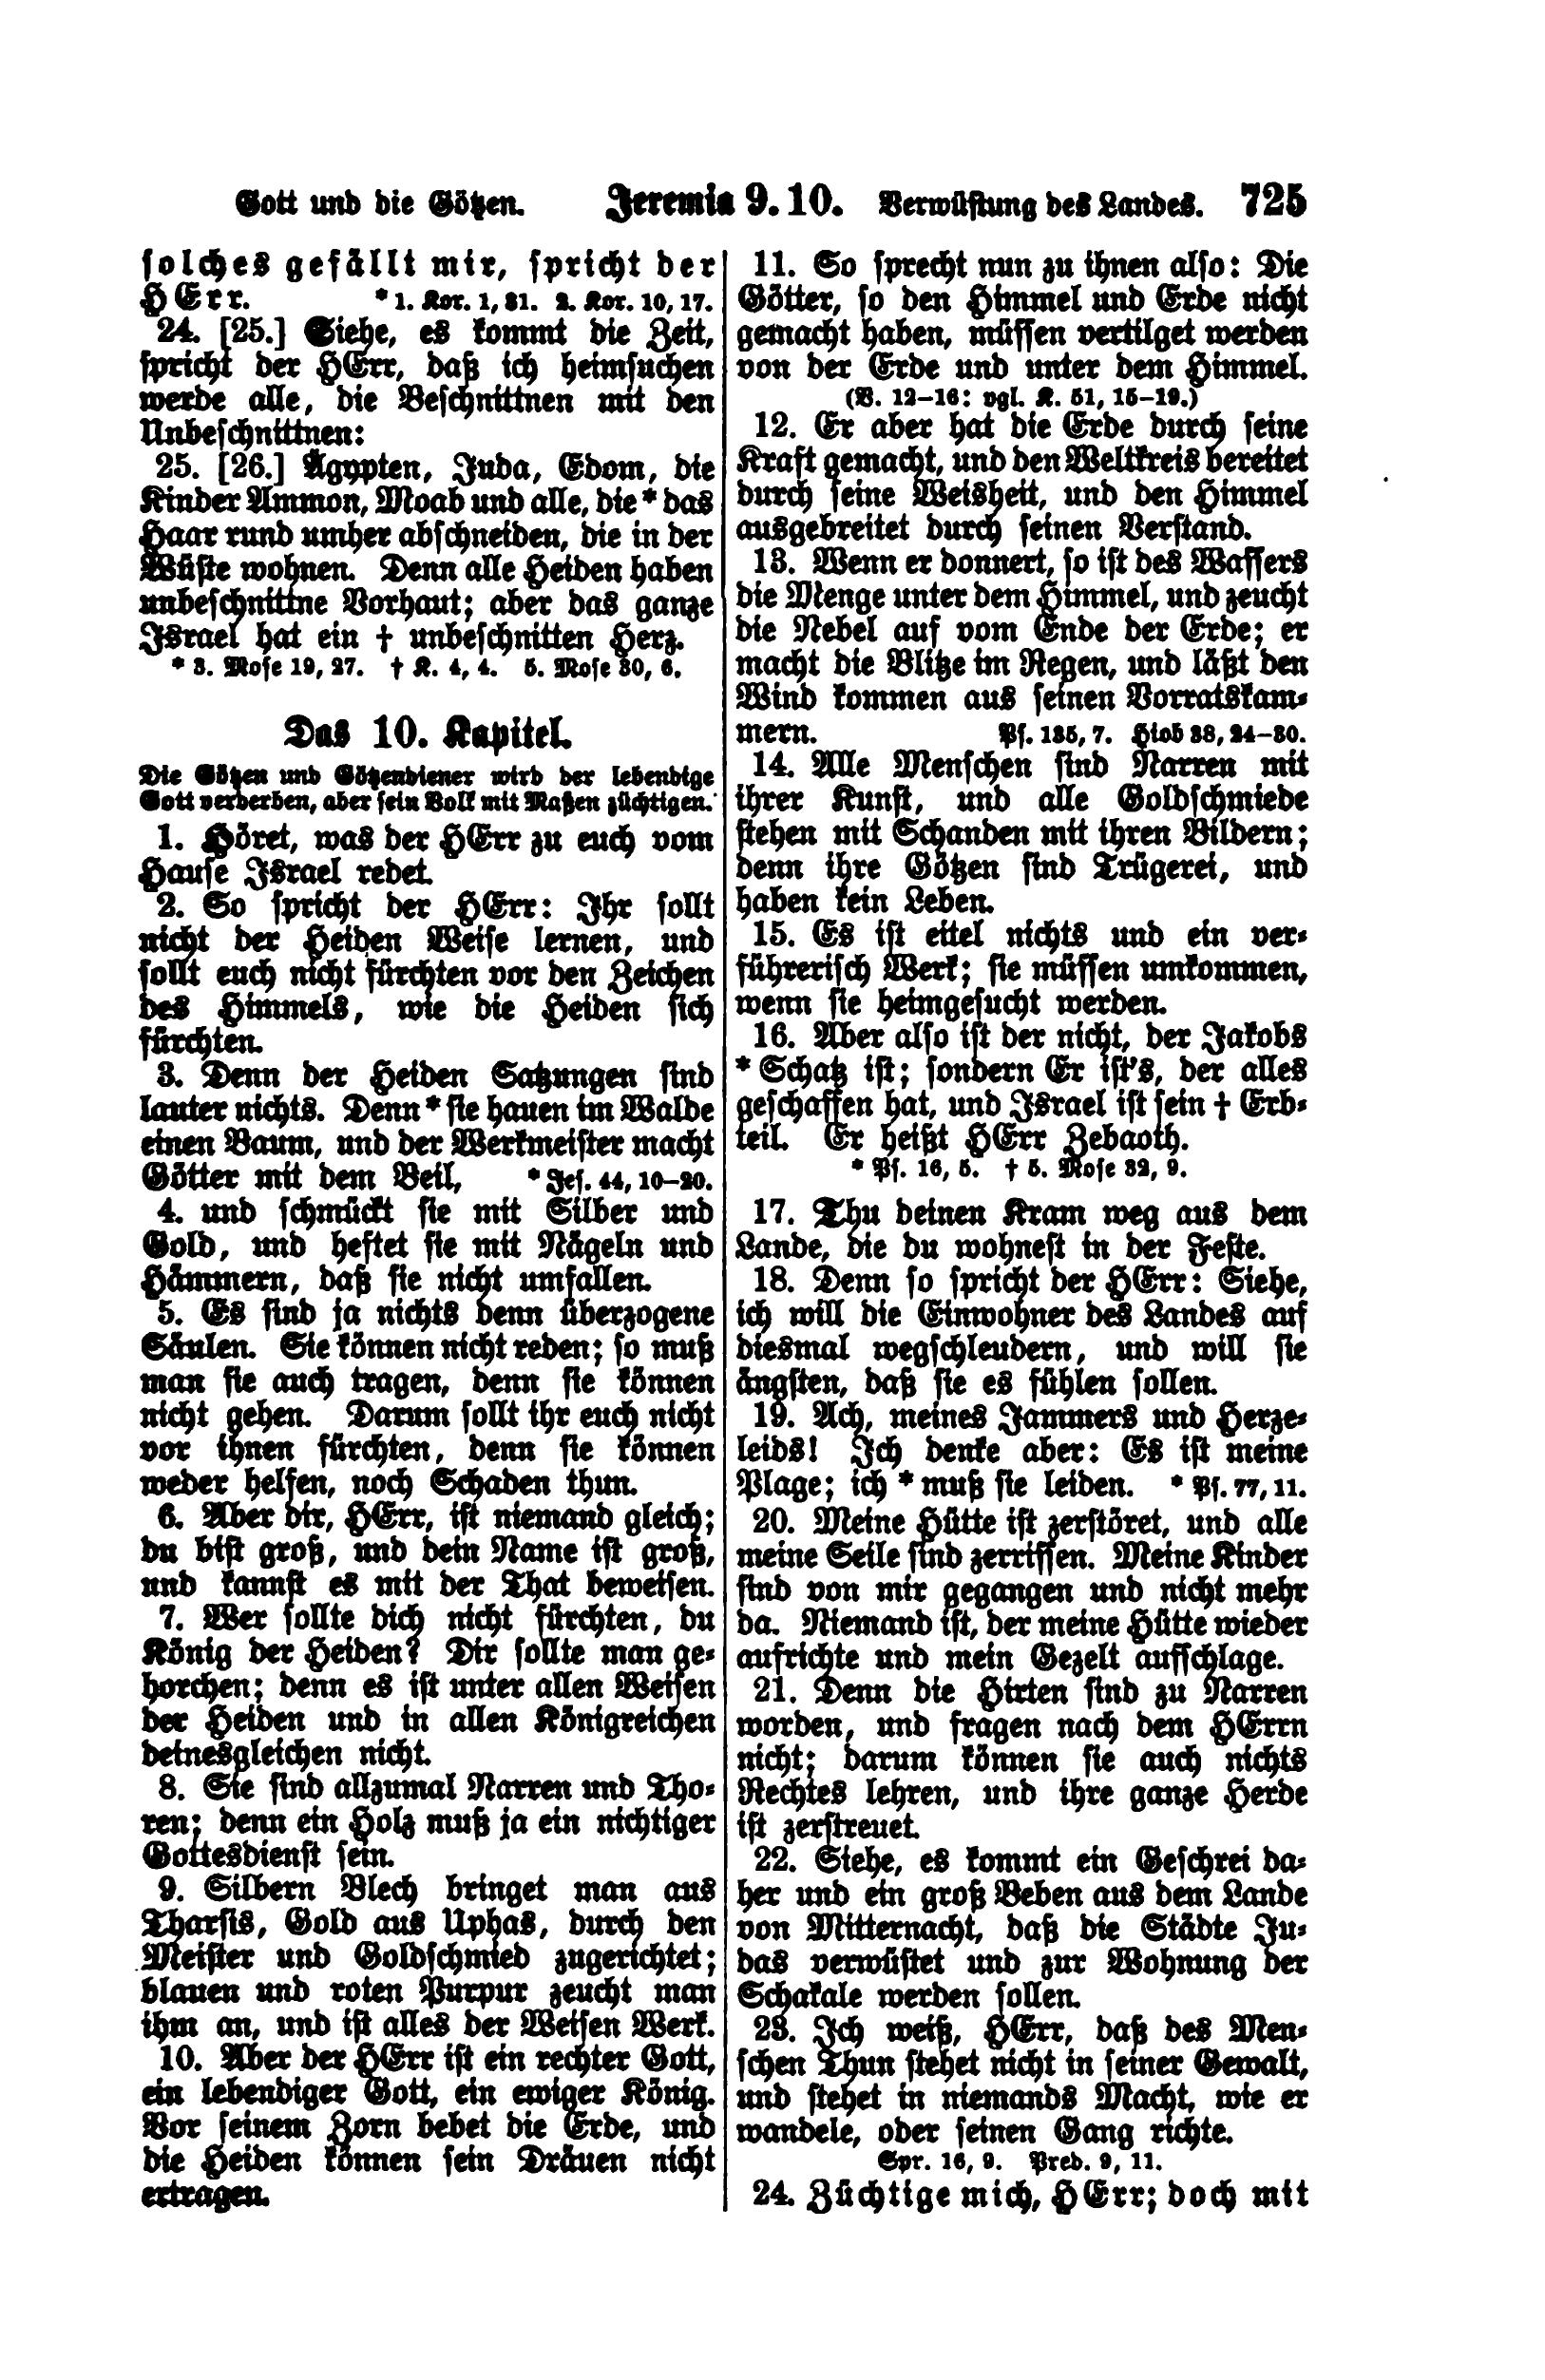 Gott und die Götzen. Jeremia 9. 10. Verwüstung des Landes. 725
solches gefällt mir, spricht der
HErr. * 1. Kor. 1, 31. 2. Kor. 10, 17.
24. [25.] Siehe, es kommt die Zeit,
spricht der HErr, daß ich heimsuchen
werde alle, die Beschnittnen mit den
Unbeschnittnen:
25. [26.] Ägypten, Juda, Edom, die
Kinder Ammon, Moab und alle, die * das
Haar rund umher abschneiden, die in der
Wüste wohnen. Denn alle Heiden haben
unbeschnittne Vorhaut; aber das ganze
Israel hat ein † unbeschnitten Herz.
* 3. Mose 19, 27. † K. 4, 4. 5. Mose 30, 6.
Das 10. Kapitel.
Die Götzen und Götzendiener wird der lebendige
Gott verderben, aber sein Volk mit Maßen züchtigen.
1. Höret, was der HErr zu euch vom
Hause Israel redet.
2. So spricht der HErr: Ihr sollt
nicht der Heiden Weise lernen, und
sollt euch nicht fürchten vor den Zeichen
des Himmels, wie die Heiden sich
fürchten.
3. Denn der Heiden Satzungen sind
lauter nichts. Denn * sie hauen im Walde
einen Baum, und der Werkmeister macht
Götter mit dem Beil, * Jes. 44, 10–20.
4. und schmückt sie mit Silber und
Gold, und heftet sie mit Nägeln und
Hämmern, daß sie nicht umfallen.
5. Es sind ja nichts denn überzogene
Säulen. Sie können nicht reden; so muß
man sie auch tragen, denn sie können
nicht gehen. Darum sollt ihr euch nicht
vor ihnen fürchten, denn sie können
weder helfen, noch Schaden thun.
6. Aber dir, HErr, ist niemand gleich;
du bist groß, und dein Name ist groß,
und kannst es mit der That beweisen.
7. Wer sollte dich nicht fürchten, du
König der Heiden? Dir sollte man ge-
horchen; denn es ist unter allen Weisen
der Heiden und in allen Königreichen
deinesgleichen nicht.
8. Sie sind allzumal Narren und Tho-
ren; denn ein Holz muß ja ein nichtiger
Gottesdienst sein.
9. Silbern Blech bringet man aus
Tharsis, Gold aus Uphas, durch den
Meister und Goldschmied zugerichtet;
blauen und roten Purpur zeucht man
ihm an, und ist alles der Weisen Werk.
10. Aber der HErr ist ein rechter Gott,
ein lebendiger Gott, ein ewiger König.
Vor seinem Zorn bebet die Erde, und
die Heiden können sein Dräuen nicht
ertragen.
11. So sprecht nun zu ihnen also: Die
Götter, so den Himmel und Erde nicht
gemacht haben, müssen vertilget werden
von der Erde und unter dem Himmel.
(V. 12–16: vgl. K. 51, 15–19.)
12. Er aber hat die Erde durch seine
Kraft gemacht, und den Weltkreis bereitet
durch seine Weisheit, und den Himmel
ausgebreitet durch seinen Verstand.
13. Wenn er donnert, so ist des Wassers
die Menge unter dem Himmel, und zeucht
die Nebel auf vom Ende der Erde; er
macht die Blitze im Regen, und läßt den
Wind kommen aus seinen Vorratskam-
mern. Ps. 135, 7. Hiob 38, 24–30.
14. Alle Menschen sind Narren mit
ihrer Kunst, und alle Goldschmiede
stehen mit Schanden mit ihren Bildern;
denn ihre Götzen sind Trügerei, und
haben kein Leben.
15. Es ist eitel nichts und ein ver-
führerisch Werk; sie müssen umkommen,
wenn sie heimgesucht werden.
16. Aber also ist der nicht, der Jakobs
* Schatz ist; sondern Er ist's, der alles
geschaffen hat, und Israel ist sein † Erb-
teil. Er heißt HErr Zebaoth.
* Ps. 16, 5. † 5. Mose 32, 9.
17. Thu deinen Kram weg aus dem
Lande, die du wohnest in der Feste.
18. Denn so spricht der HErr: Siehe,
ich will die Einwohner des Landes auf
diesmal wegschleudern, und will sie
ängsten, daß sie es fühlen sollen.
19. Ach, meines Jammers und Herze-
leids! Ich denke aber: Es ist meine
Plage; ich * muß sie leiden. * Ps. 77, 11.
20. Meine Hütte ist zerstöret, und alle
meine Seile sind zerrissen. Meine Kinder
sind von mir gegangen und nicht mehr
da. Niemand ist, der meine Hütte wieder
aufrichte und mein Gezelt aufschlage.
21. Denn die Hirten sind zu Narren
worden, und fragen nach dem HErrn
nicht; darum können sie auch nichts
Rechtes lehren, und ihre ganze Herde
ist zerstreuet.
22. Siehe, es kommt ein Geschrei da-
her und ein groß Beben aus dem Lande
von Mitternacht, daß die Städte Ju-
das verwüstet und zur Wohnung der
Schakale werden sollen.
23. Ich weiß, HErr, daß des Men-
schen Thun stehet nicht in seiner Gewalt,
und stehet in niemands Macht, wie er
wandele, oder seinen Gang richte.
Spr. 16, 9. Pred. 9, 11.
24. Züchtige mich, HErr; doch mit